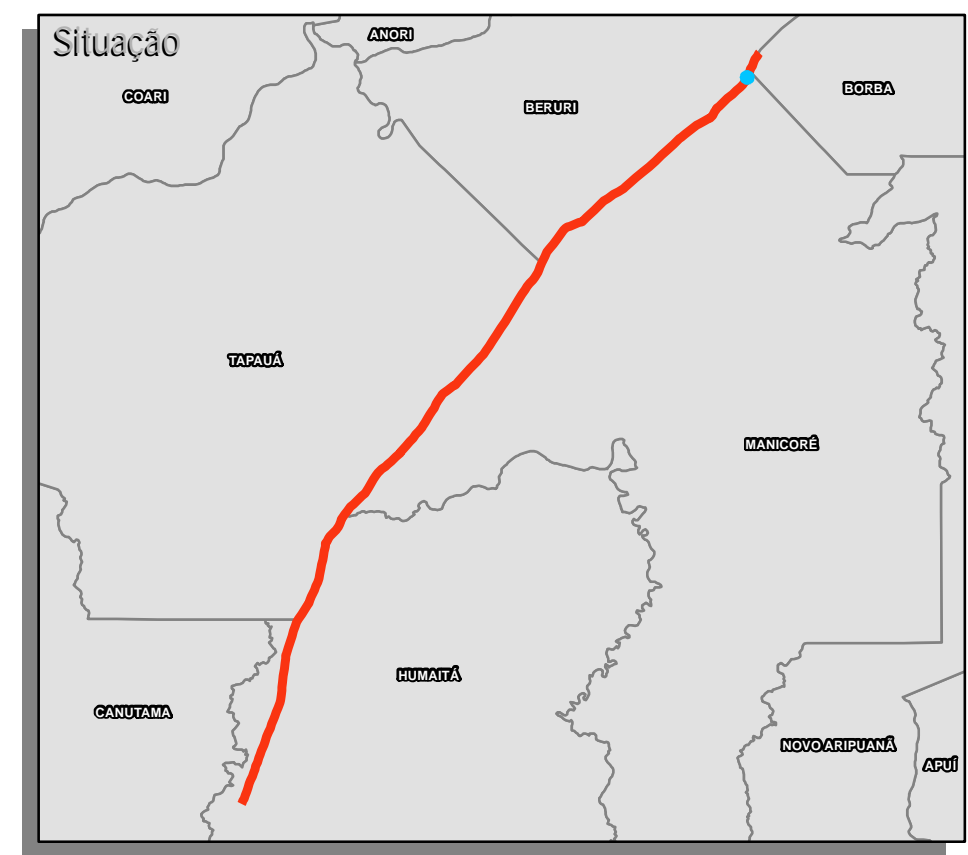 Situação
ANORI
COARI
BERURI
BORBA
TAPAUÁ
MANICORÉ
HUMAITÁ
CANUTAMA
NOVO ARIPUANÃ
APUÍ